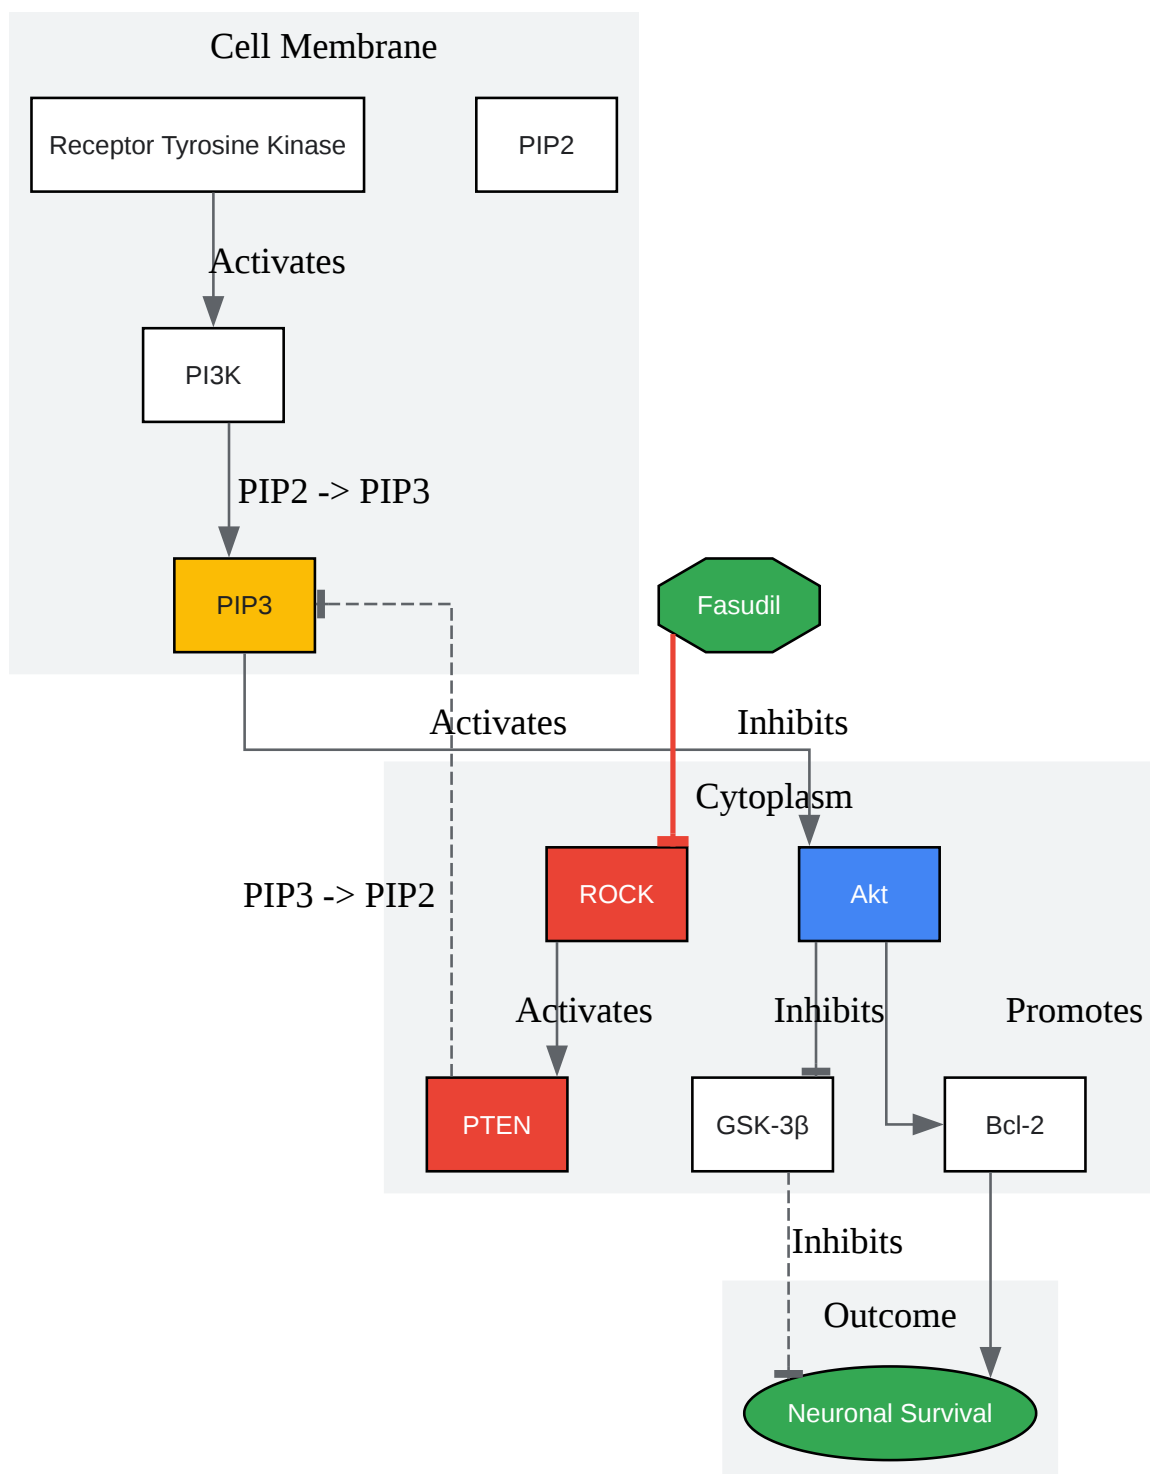 Cell Membrane
Receptor Tyrosine Kinase
PIP2
Activates
PI3K
PIP2 -> PIP3
PIP3
Fasudil
Activates
Inhibits
Cytoplasm
ROCK
Akt
PIP3 -> PIP2
Activates
Inhibits
Promotes
PTEN
GSK-3β
Bcl-2
Inhibits
Outcome
Neuronal Survival